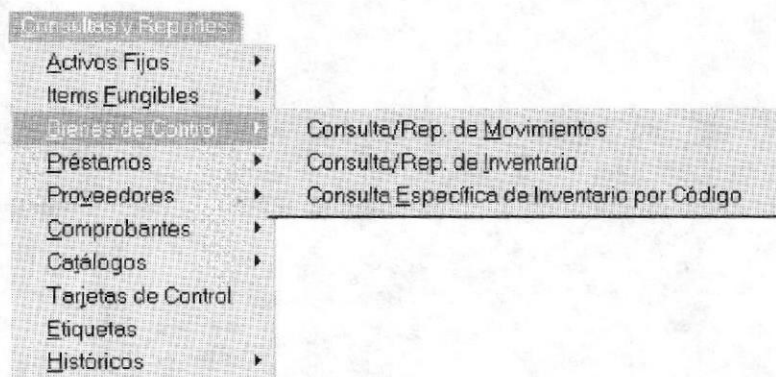 Consultas y Reportes
Activos Fijos
Items Fungibles
Bienes de Control
Préstamos
Proveedores
Comprobantes
Catálogos
Tarjetas de Control
Etiquetas
Históricos
Consulta/Rep. de Movimientos
Consulta/Rep. de Inventario
Consulta Específica de Inventario por Código